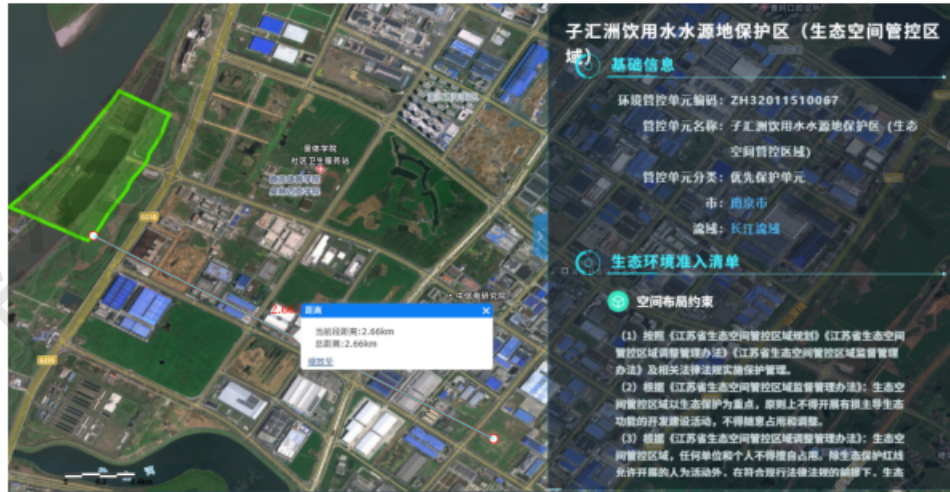 子汇洲饮用水水源地保护区（生态空间管控区
域）
基础信息
环境管控单元编码：ZH32011510067
管控单元名称：子汇洲饮用水水源地保护区（生态
空间管控区域）
管控单元分类：优先保护单元
市：南京市
流域：长江流域
生态环境准入清单
空间布局约束
（1）按照《江苏省生态空间管控区域规划》《江苏省生态空间
管控区域调整管理办法》《江苏省生态空间管控区域监督管理
办法》及相关法律法规实施保护管理。
（2）根据《江苏省生态空间管控区域监督管理办法》：生态空
间管控区域以生态保护为重点，原则上不得开展有损主导生态
功能的开发建设活动，不得随意占用和调整。
（3）根据《江苏省生态空间管控区域调整管理办法》：生态空
间管控区域，任何单位和个人不得擅自占用。除生态保护红线
允许开展的人为活动外，在符合现行法律法规的前提下，生态
社区卫生服务站
距离
当前段距离:2.66km
总距离:2.66km
缩放至